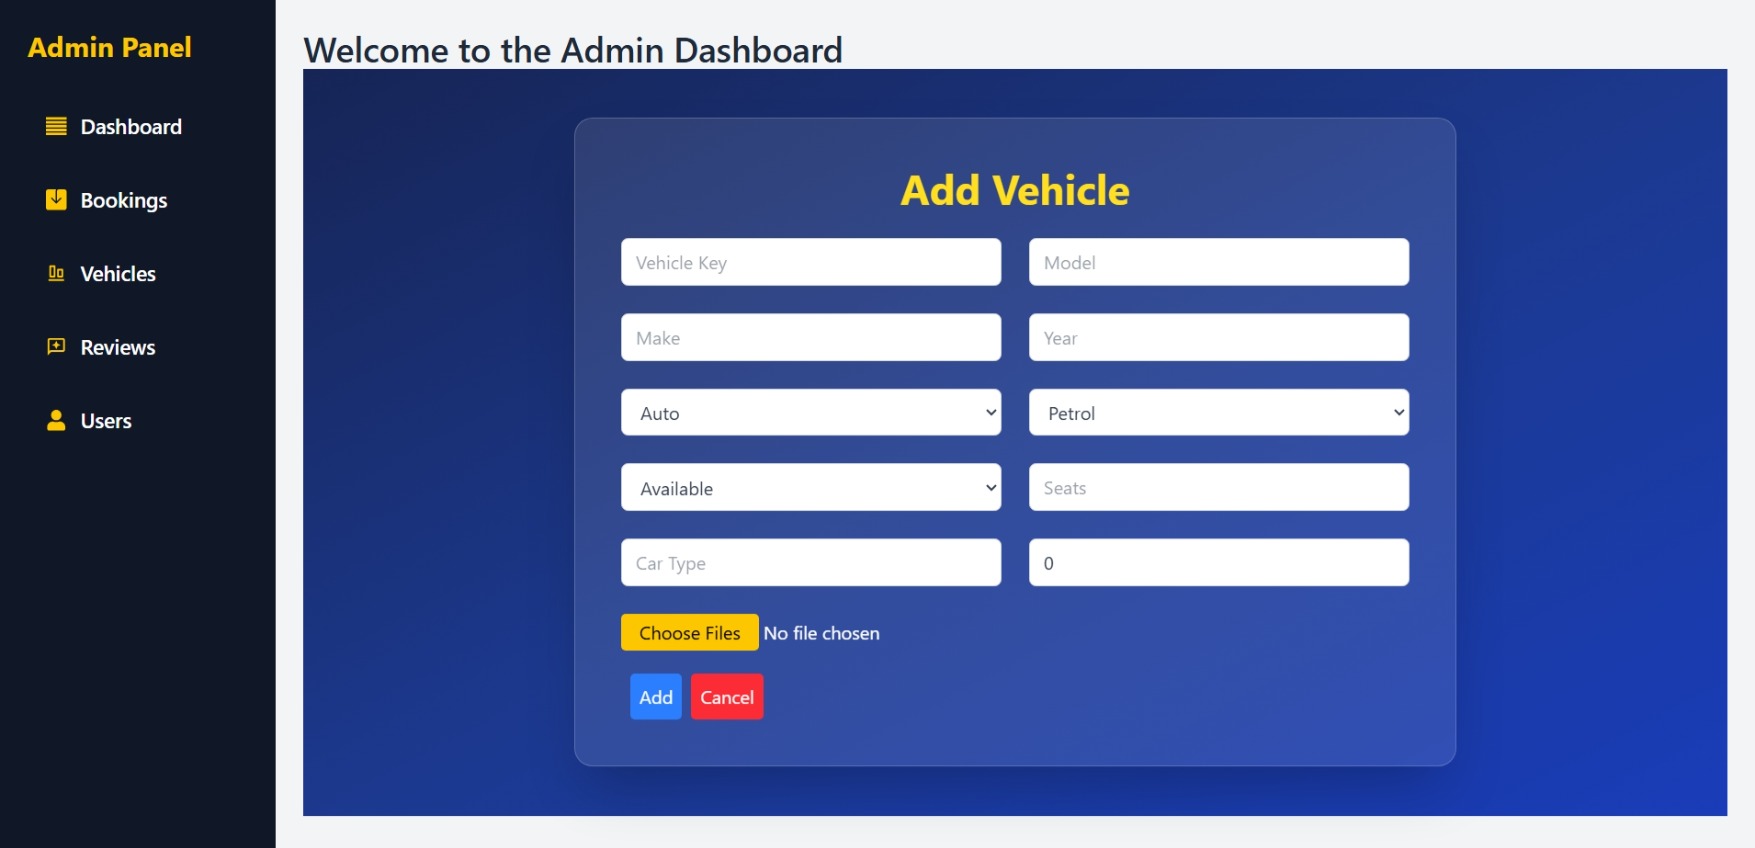 Admin Panel
Dashboard
Bookings
Vehicles
Reviews
Users
Welcome to the Admin Dashboard
Add Vehicle
Vehicle Key
Model
Make
Year
Auto
Petrol
Available
Seats
Car Type
0
Choose Files No file chosen
Add Cancel